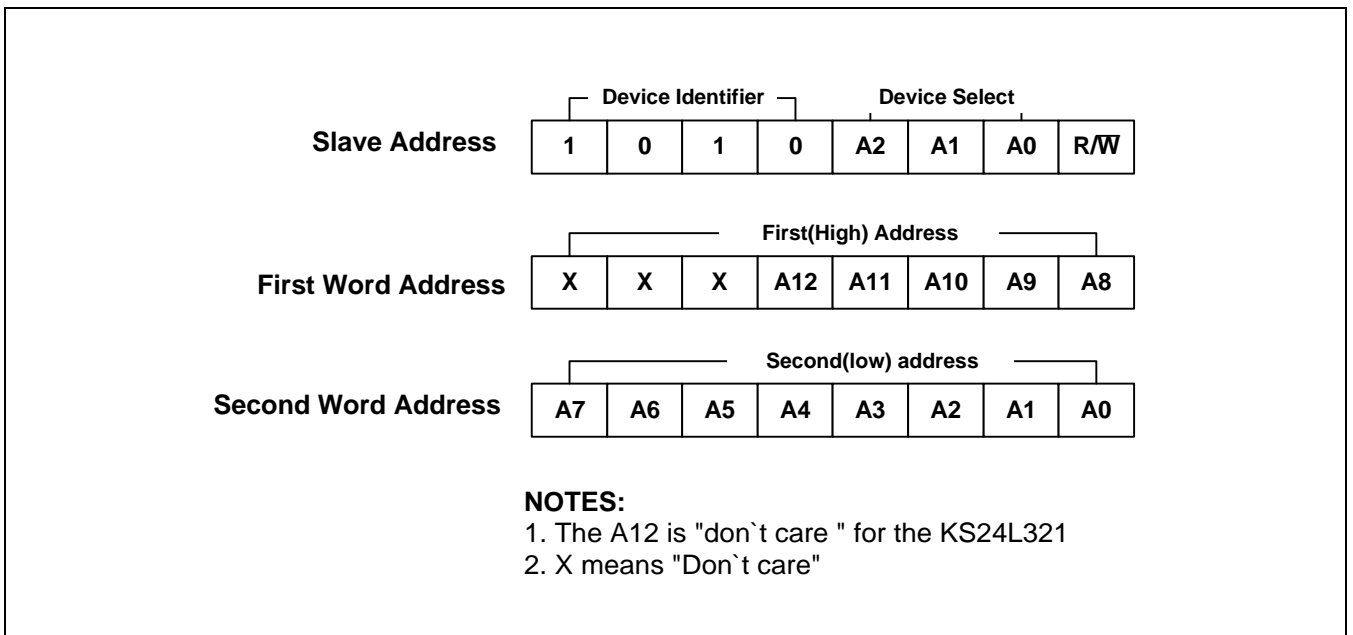 Device Identifier Device Select
Slave Address 1 0 1 0 A2 A1 A0 R/W̅
First(High) Address
First Word Address X X X A12 A11 A10 A9 A8
Second(low) address
Second Word Address A7 A6 A5 A4 A3 A2 A1 A0
NOTES:
1. The A12 is "don`t care " for the KS24L321
2. X means "Don`t care"